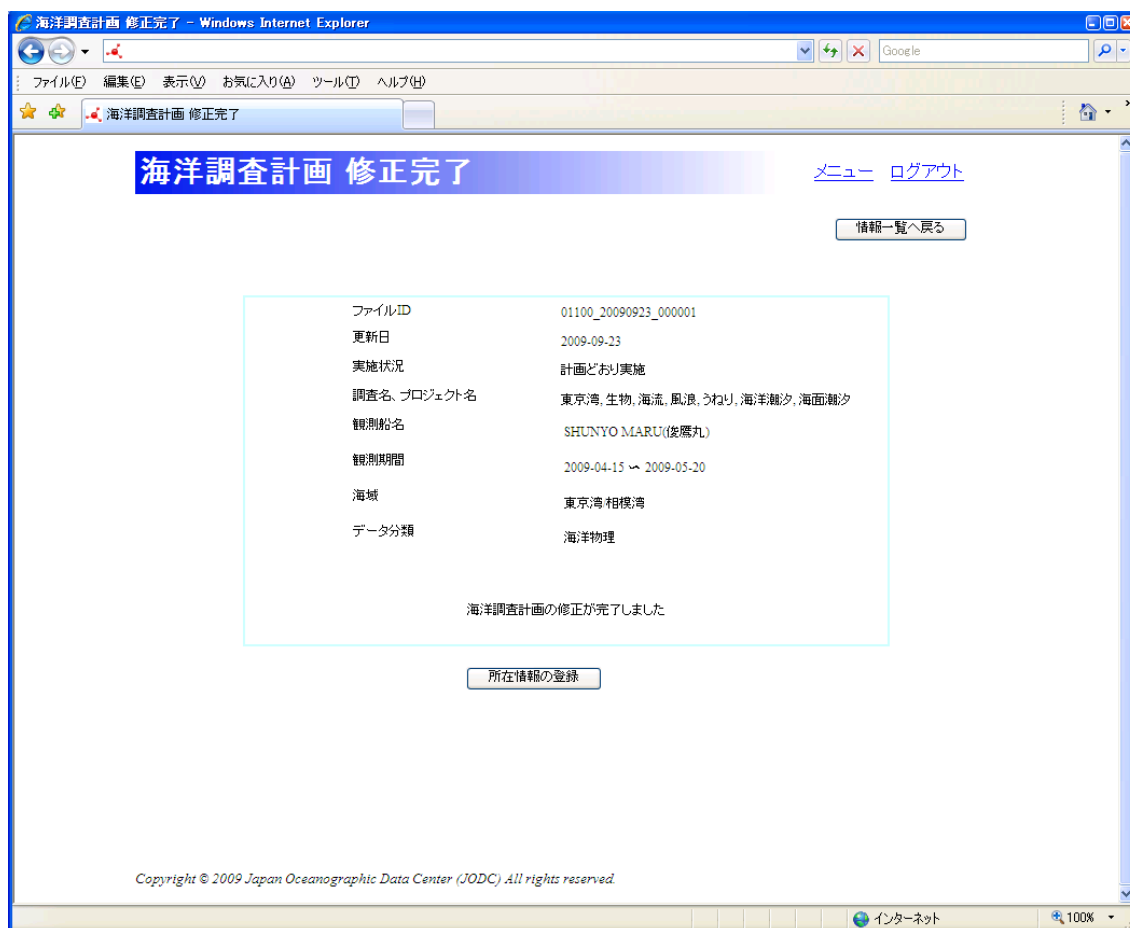 海洋調査計画 修正完了 - Windows Internet Explorer
Google
ファイル(F) 編集(E) 表示(V) お気に入り(A) ツール(T) ヘルプ(H)
海洋調査計画 修正完了
海洋調査計画 修正完了
メニュー ログアウト
情報一覧へ戻る
ファイルID 01100_20090923_000001
更新日 2009-09-23
実施状況 計画どおり実施
調査名、プロジェクト名 東京湾, 生物, 海流, 風浪, うねり, 海洋潮汐, 海面潮汐
観測船名 SHUNYO MARU(俊鷹丸)
観測期間 2009-04-15 ～ 2009-05-20
海域 東京湾/相模湾
データ分類 海洋物理
海洋調査計画の修正が完了しました
所在情報の登録
Copyright © 2009 Japan Oceanographic Data Center (JODC) All rights reserved.
インターネット 100%